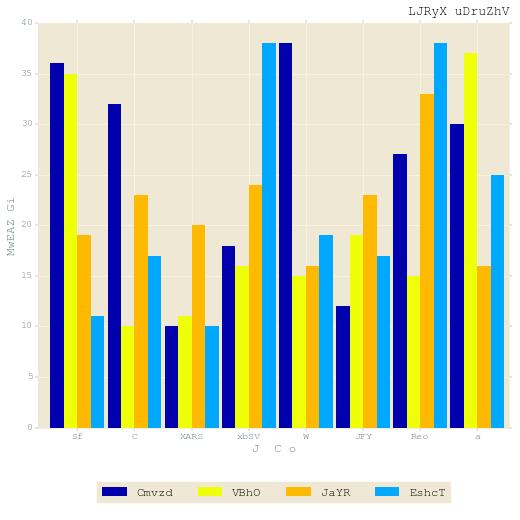 LJRyX uDruZhV
40
35
30
25
20
15
10
5
0
MwEAZ Gi
Sf C XARS xbSV W JFY Reo a
J C o
Cmvzd VBhO JaYR EshcT